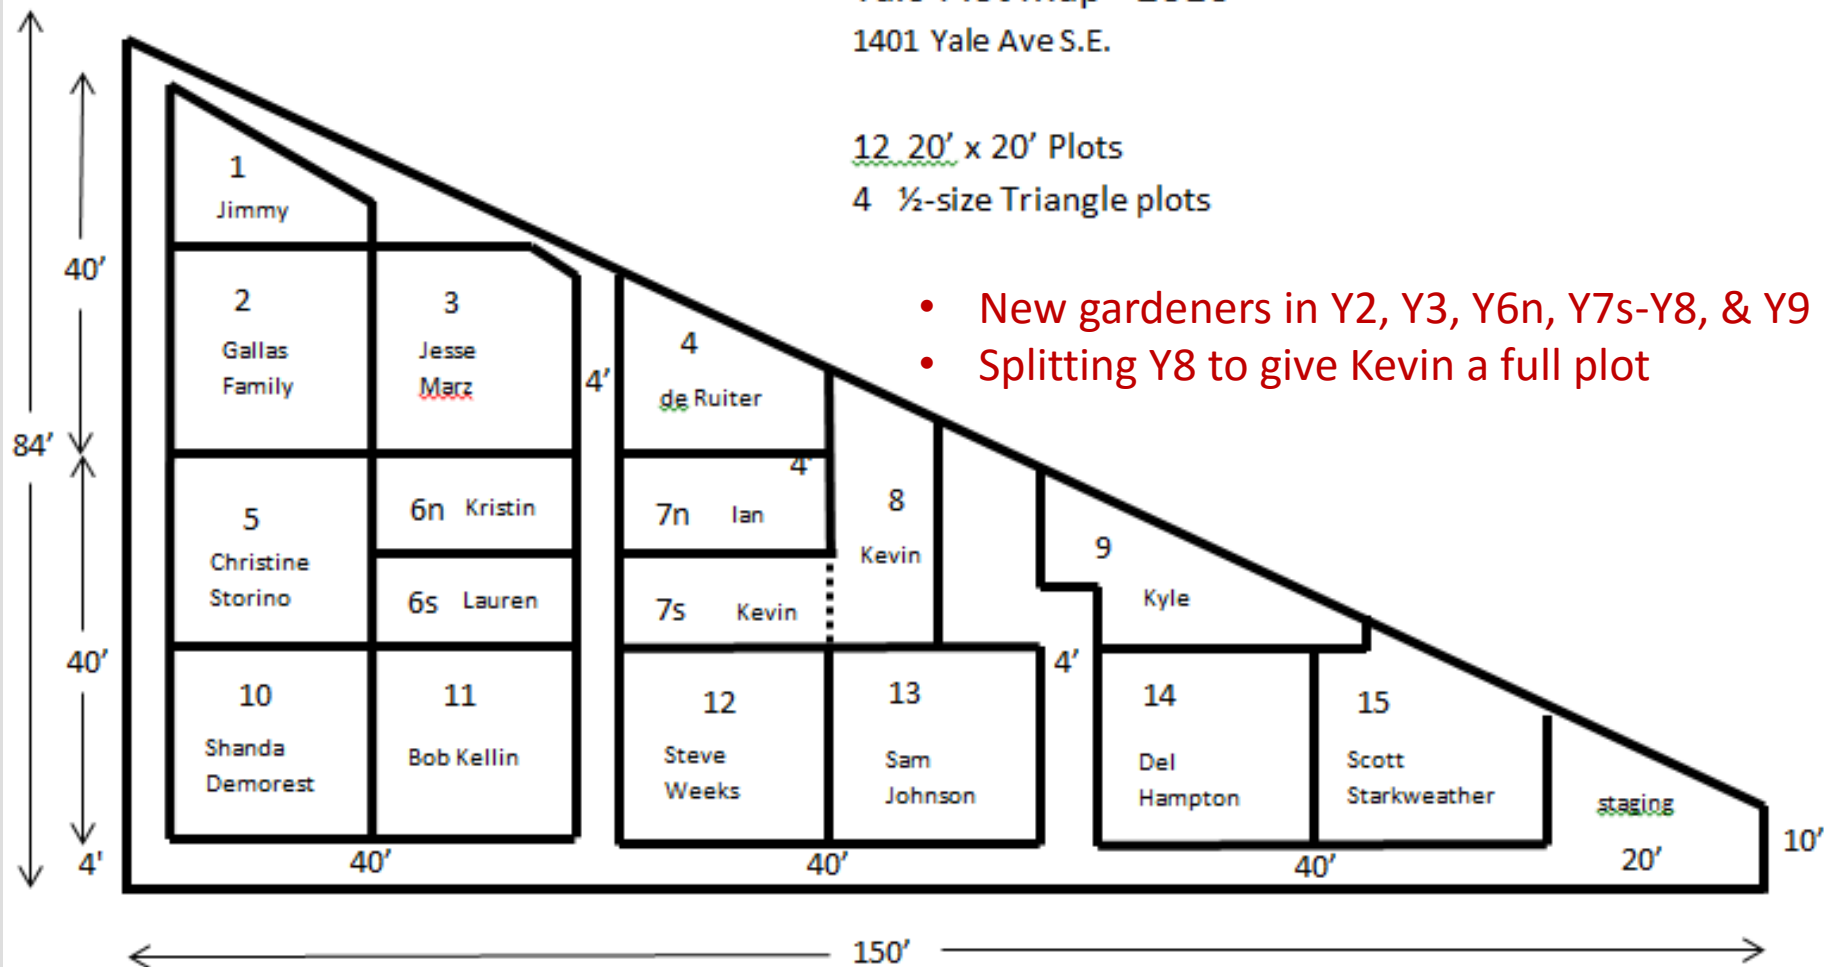 1401 Yale Ave S.E.
12 20' x 20' Plots
4 ½-size Triangle plots
• New gardeners in Y2, Y3, Y6n, Y7s-Y8, & Y9
• Splitting Y8 to give Kevin a full plot
1
Jimmy
40'
2
Gallas
Family
3
Jesse
Marz
4'
4
de Ruiter
84'
4'
5
Christine
Storino
6n Kristin
6s Lauren
7n Ian
7s Kevin
8
Kevin
9
Kyle
40'
4'
10
Shanda
Demorest
11
Bob Kellin
12
Steve
Weeks
13
Sam
Johnson
14
Del
Hampton
15
Scott
Starkweather
staging
20'
10'
4'
40'
40'
40'
150'